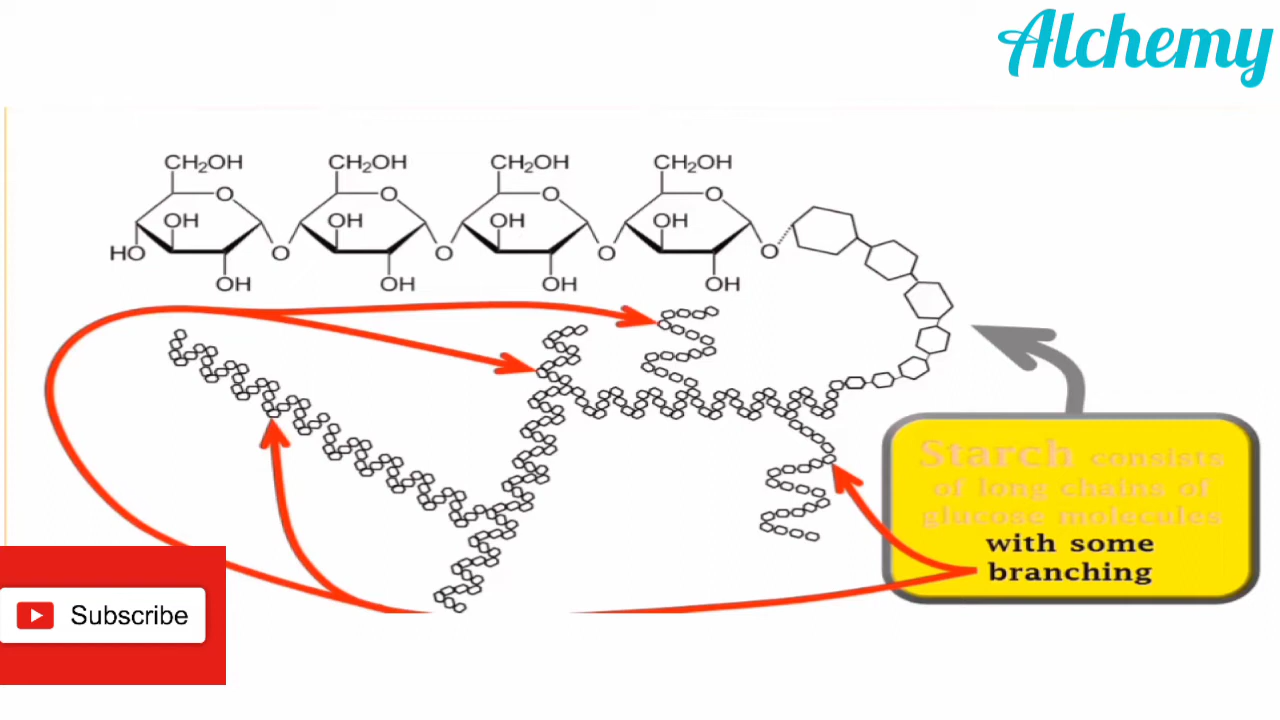 Alchemy
CH2OH CH2OH CH2OH CH2OH
O O O O
OH OH OH OH
HO O O O O
OH OH OH OH
Starch consists
of long chains of
glucose molecules
with some
branching
Subscribe